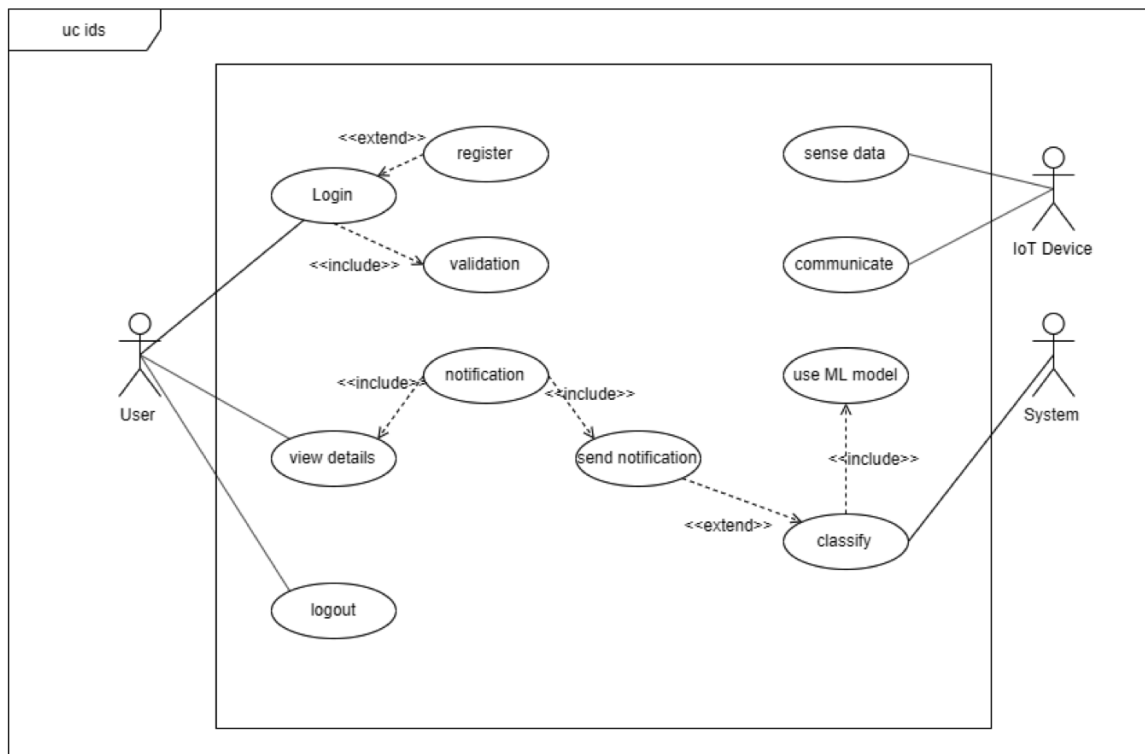 uc ids
<<extend>>
register
sense data
Login
IoT Device
<<include>>
validation
communicate
<<include>>
notification
<<include>>
use ML model
User
System
view details
send notification
<<include>>
<<extend>>
classify
logout